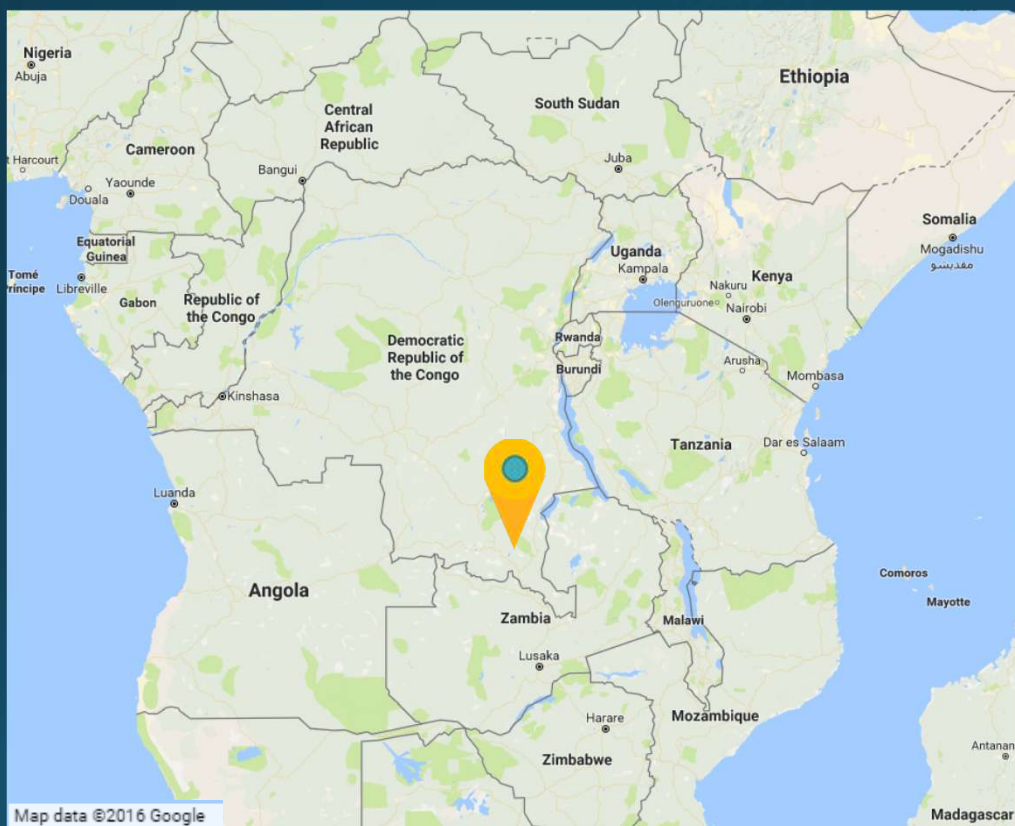 Nigeria
Abuja
Ethiopia
South Sudan
Central
African
Republic
Cameroon
t Harcourt
Juba
Bangui
Yaounde
Douala
Somalia
Mogadishu
مقديشو
Equatorial
Guinea
Uganda
Kampala
Tomé
Príncipe
Libreville
Kenya
Nakuru
Gabon
Republic of
the Congo
Olenguruone
Nairobi
Democratic
Republic of
the Congo
Rwanda
Burundi
Arusha
Mombasa
Kinshasa
Tanzania
Dar es Salaam
Luanda
Comoros
Angola
Mayotte
Zambia
Malawi
Lusaka
Harare
Mozambique
Zimbabwe
Antanan
Map data ©2016 Google
Madagascar